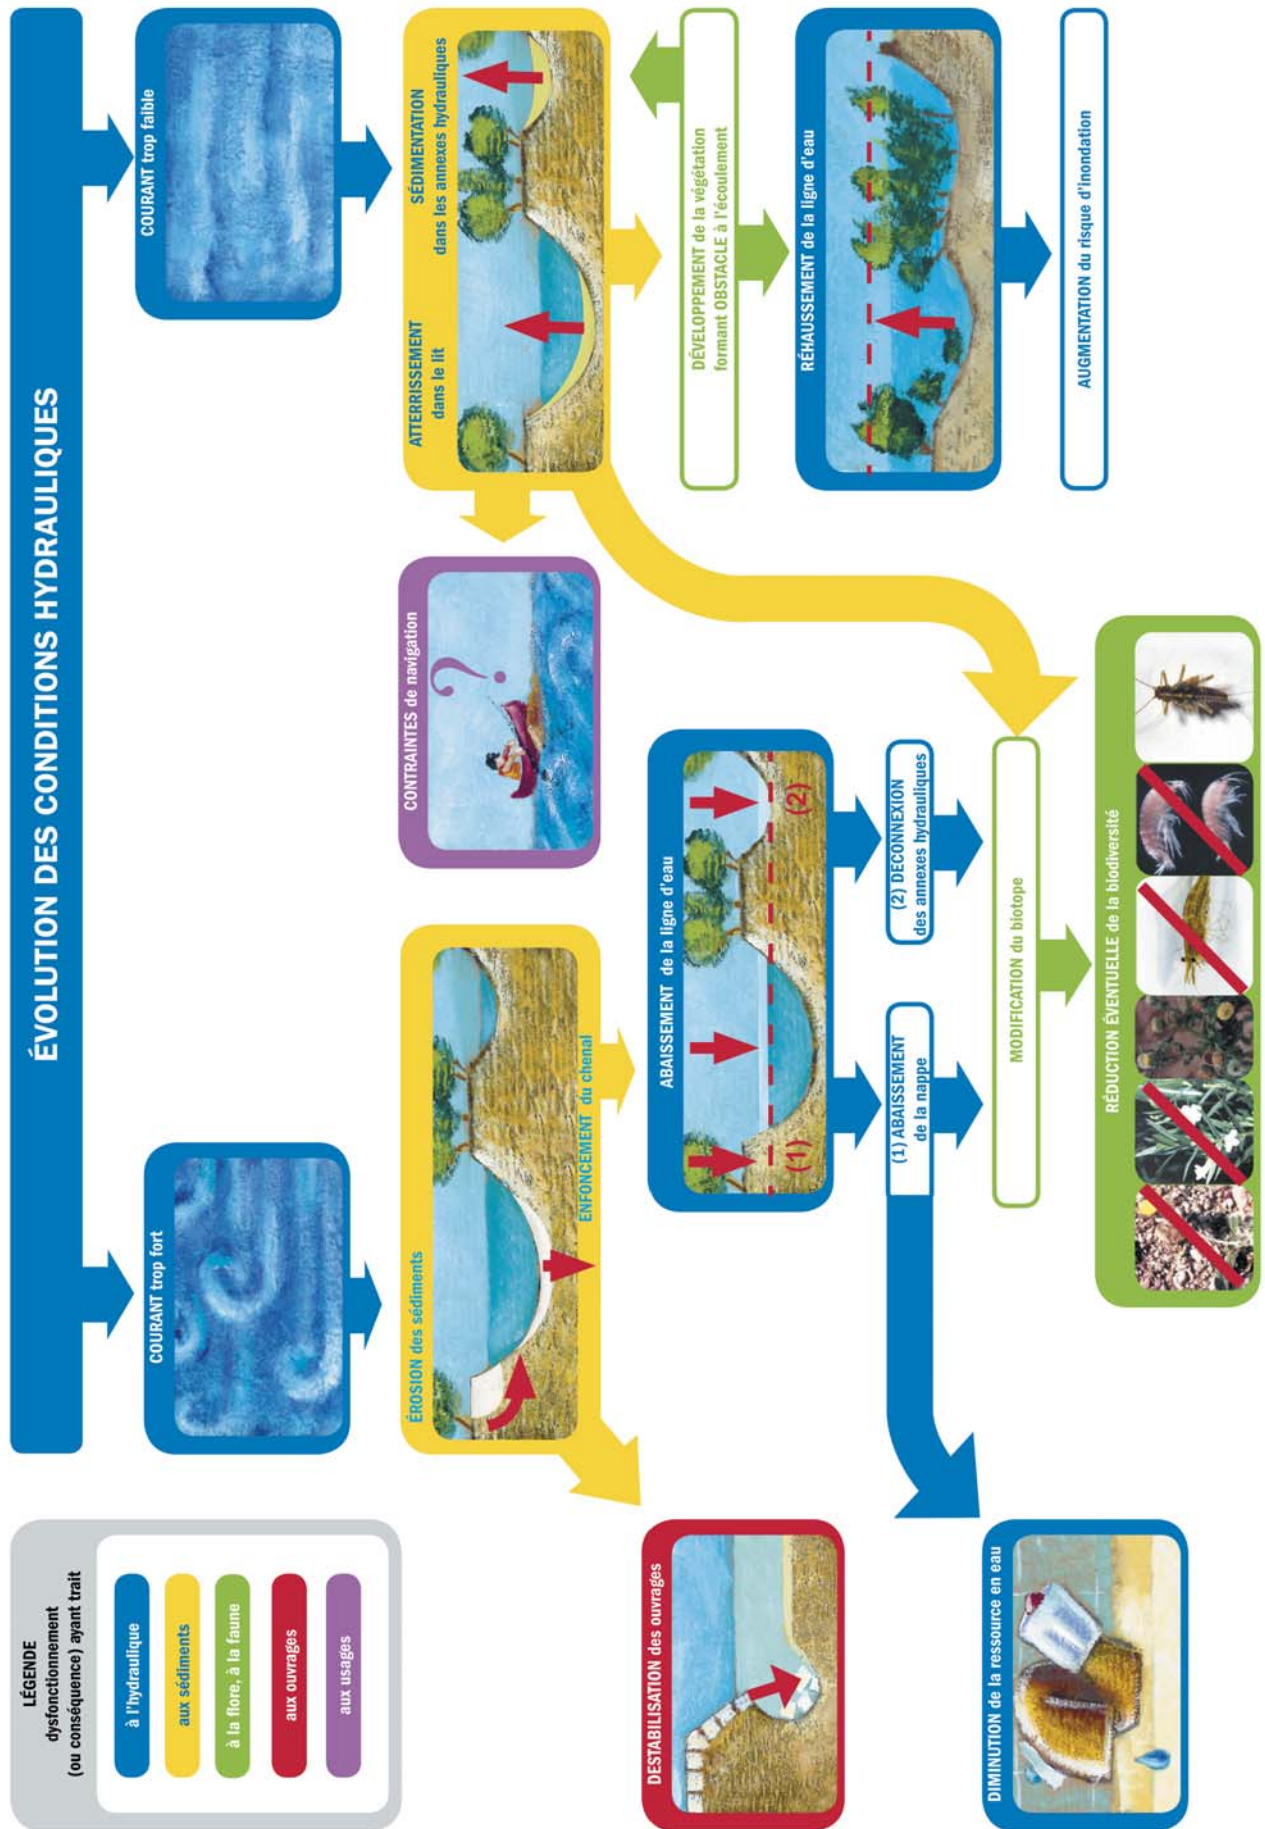 ÉVOLUTION DES CONDITIONS HYDRAULIQUES
LÉGENDE
dysfonctionnement
(ou conséquence) ayant trait
à l'hydraulique
aux sédiments
à la flore, à la faune
aux ouvrages
aux usages
COURANT trop fort
COURANT trop faible
ÉROSION des sédiments
ENFONCEMENT du chenal
CONTRAINTES de navigation
?
ATTERRISSEMENT
dans le lit
SÉDIMENTATION
dans les annexes hydrauliques
DESTABILISATION des ouvrages
ABAISSEMENT de la ligne d'eau
(1)
(2)
DÉVELOPPEMENT de la végétation
formant OBSTACLE à l'écoulement
RÉHAUSSEMENT de la ligne d'eau
(1) ABAISSEMENT
de la nappe
(2) DECONNEXION
des annexes hydrauliques
DIMINUTION de la ressource en eau
MODIFICATION du biotope
AUGMENTATION du risque d'inondation
RÉDUCTION ÉVENTUELLE de la biodiversité